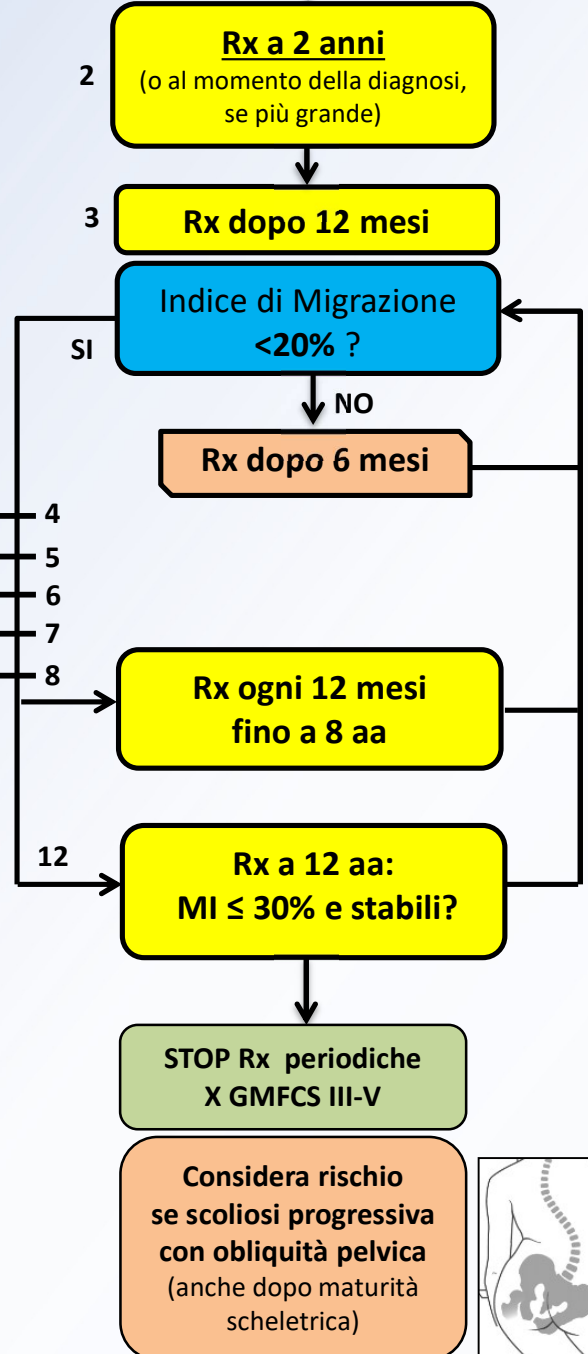 2
Rx a 2 anni
(o al momento della diagnosi,
se più grande)
3
Rx dopo 12 mesi
Indice di Migrazione
<20% ?
SI
NO
Rx dopo 6 mesi
4
5
6
7
8
Rx ogni 12 mesi
fino a 8 aa
12
Rx a 12 aa:
MI ≤ 30% e stabili?
STOP Rx periodiche
X GMFCS III-V
Considera rischio
se scoliosi progressiva
con obliquità pelvica
(anche dopo maturità
scheletrica)